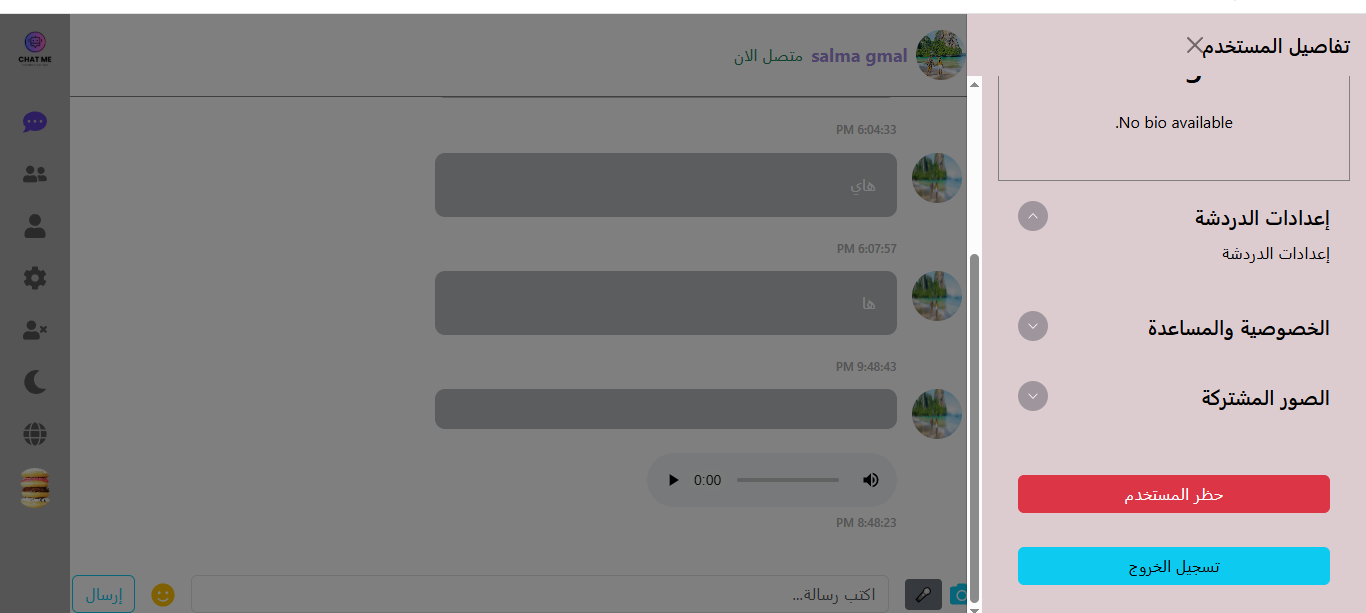 CHAT ME
salma gmal متصل الان
PM 6:04:33
هاي
PM 6:07:57
ها
PM 9:48:43
0:00
PM 8:48:23
اكتب رسالة...
إرسال
تفاصيل المستخدم
.No bio available
إعدادات الدردشة
إعدادات الدردشة
الخصوصية والمساعدة
الصور المشتركة
حظر المستخدم
تسجيل الخروج